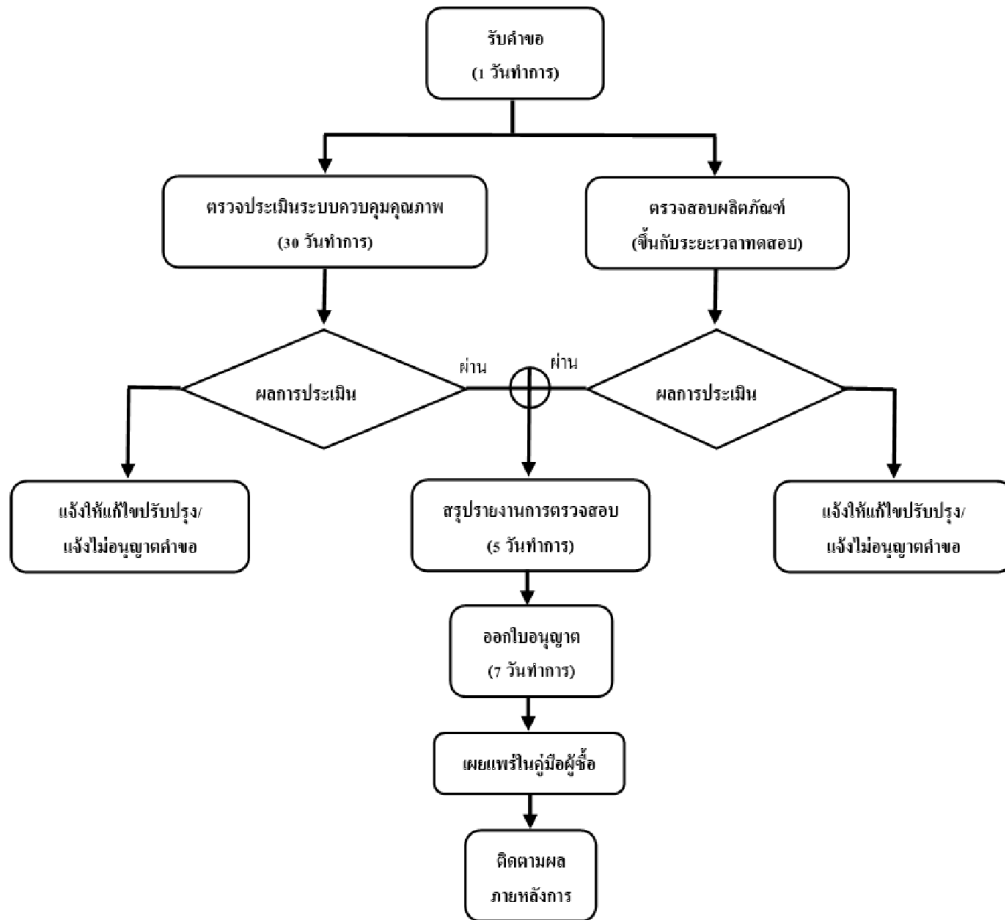 รับคำขอ
(1 วันทำการ)
ตรวจประเมินระบบควบคุมคุณภาพ
(30 วันทำการ)
ตรวจสอบผลิตภัณฑ์
(ขึ้นกับระยะเวลาทดสอบ)
ผลการประเมิน
ผ่าน
ผ่าน
ผลการประเมิน
แจ้งให้แก้ไขปรับปรุง/
แจ้งไม่อนุญาตคำขอ
สรุปรายงานการตรวจสอบ
(5 วันทำการ)
แจ้งให้แก้ไขปรับปรุง/
แจ้งไม่อนุญาตคำขอ
ออกใบอนุญาต
(7 วันทำการ)
เผยแพร่ในคู่มือผู้ซื้อ
ติดตามผล
ภายหลังการ